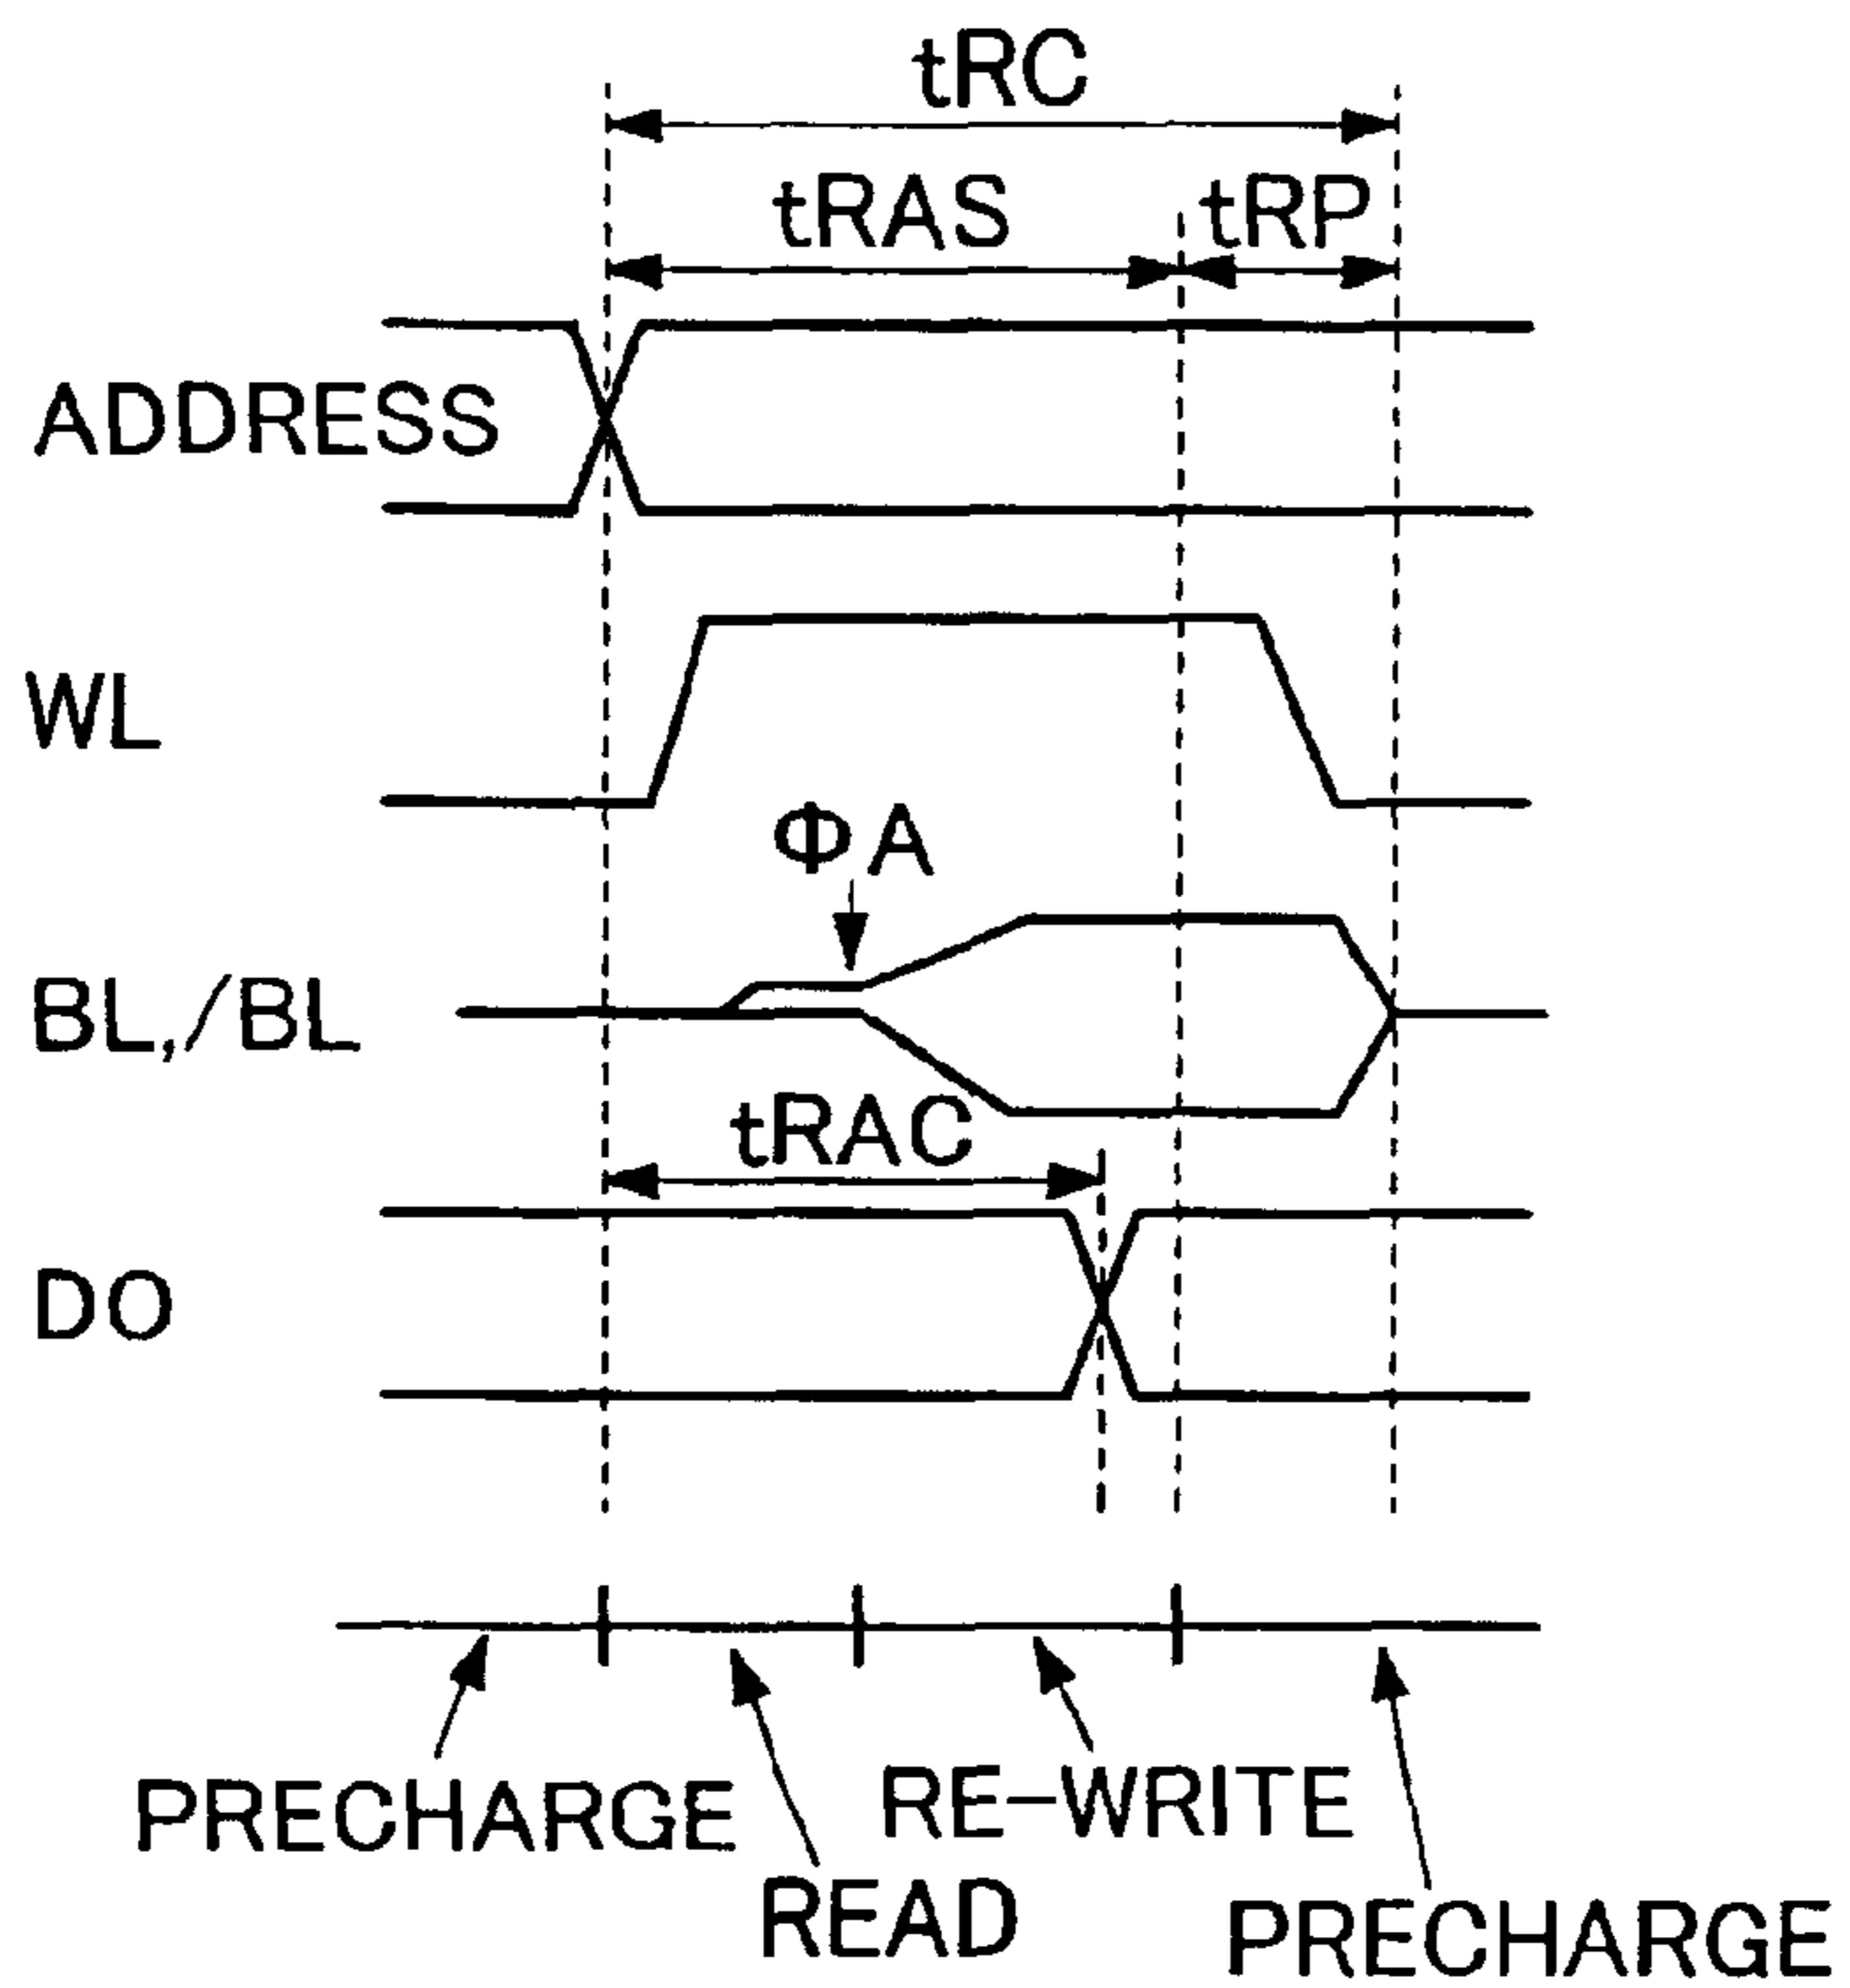 tRC
tRAS tRP
ADDRESS
WL
ΦA
BL,/BL
tRAC
DO
PRECHARGE
RE-WRITE
READ
PRECHARGE